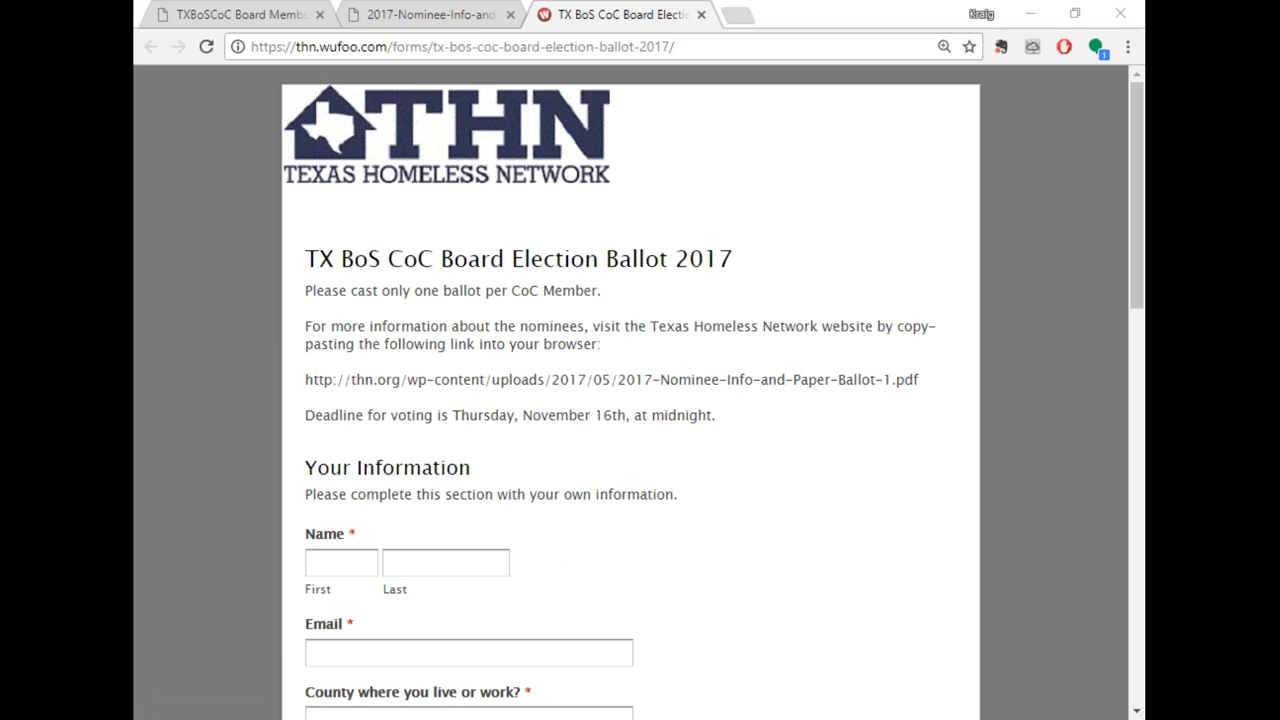 TXBoSCoC Board Membe
2017-Nominee-Info-and-
TX BoS CoC Board Electi
Kraig
https://thn.wufoo.com/forms/tx-bos-coc-board-election-ballot-2017/
1
THN
TEXAS HOMELESS NETWORK
TX BoS CoC Board Election Ballot 2017
Please cast only one ballot per CoC Member.
For more information about the nominees, visit the Texas Homeless Network website by copy-
pasting the following link into your browser:
http://thn.org/wp-content/uploads/2017/05/2017-Nominee-Info-and-Paper-Ballot-1.pdf
Deadline for voting is Thursday, November 16th, at midnight.
Your Information
Please complete this section with your own information.
Name *
First Last
Email *
County where you live or work? *